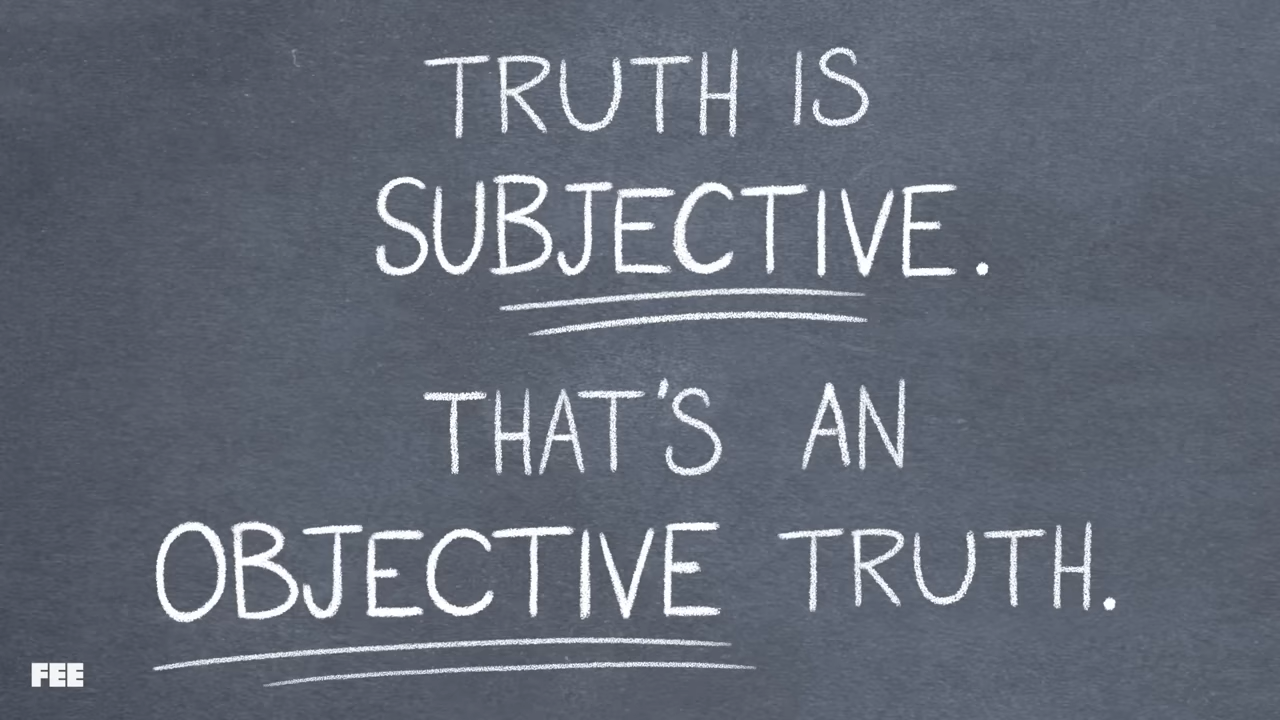 TRUTH IS
SUBJECTIVE.
THAT'S AN
OBJECTIVE TRUTH.
FEE